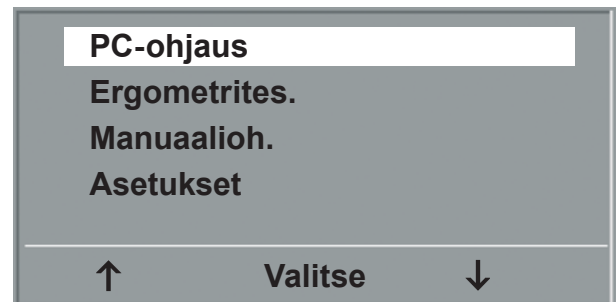 PC-ohjaus
Ergometrites.
Manuaalioh.
Asetukset
↑ Valitse ↓